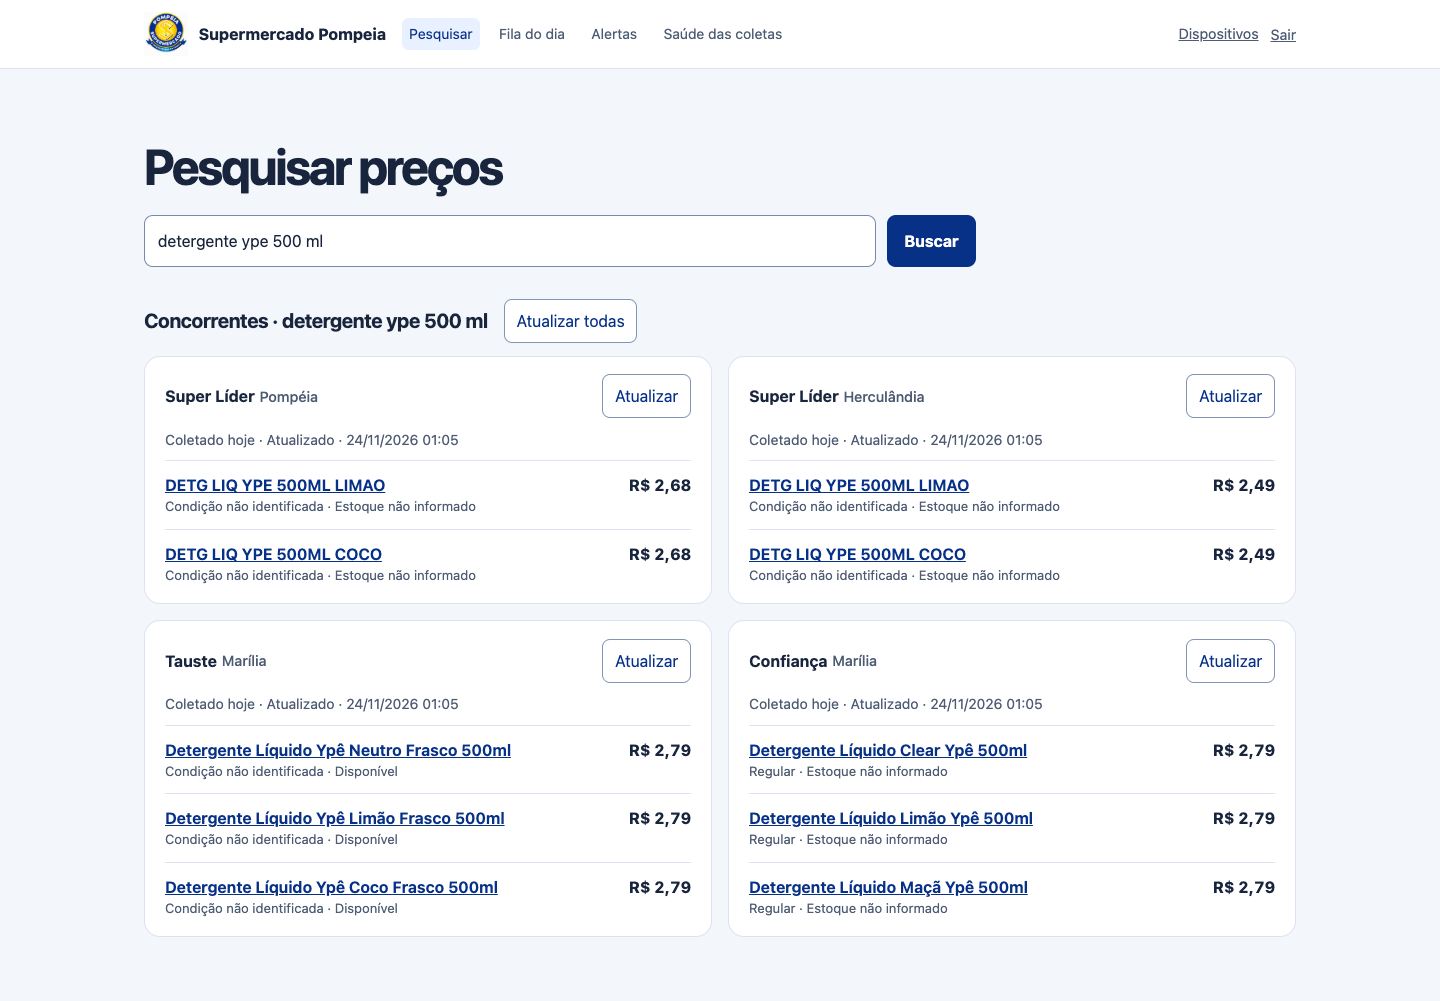 POMPEIA
SUPERMERCADO
Supermercado Pompeia
Pesquisar
Fila do dia
Alertas
Saúde das coletas
Dispositivos
Sair
Pesquisar preços
detergente ype 500 ml
Buscar
Concorrentes · detergente ype 500 ml
Atualizar todas
Super Líder Pompéia
Atualizar
Coletado hoje · Atualizado · 24/11/2026 01:05
DETG LIQ YPE 500ML LIMAO
R$ 2,68
Condição não identificada · Estoque não informado
DETG LIQ YPE 500ML COCO
R$ 2,68
Condição não identificada · Estoque não informado
Super Líder Herculândia
Atualizar
Coletado hoje · Atualizado · 24/11/2026 01:05
DETG LIQ YPE 500ML LIMAO
R$ 2,49
Condição não identificada · Estoque não informado
DETG LIQ YPE 500ML COCO
R$ 2,49
Condição não identificada · Estoque não informado
Tauste Marília
Atualizar
Coletado hoje · Atualizado · 24/11/2026 01:05
Detergente Líquido Ypê Neutro Frasco 500ml
R$ 2,79
Condição não identificada · Disponível
Detergente Líquido Ypê Limão Frasco 500ml
R$ 2,79
Condição não identificada · Disponível
Detergente Líquido Ypê Coco Frasco 500ml
R$ 2,79
Condição não identificada · Disponível
Confiança Marília
Atualizar
Coletado hoje · Atualizado · 24/11/2026 01:05
Detergente Líquido Clear Ypê 500ml
R$ 2,79
Regular · Estoque não informado
Detergente Líquido Limão Ypê 500ml
R$ 2,79
Regular · Estoque não informado
Detergente Líquido Maçã Ypê 500ml
R$ 2,79
Regular · Estoque não informado